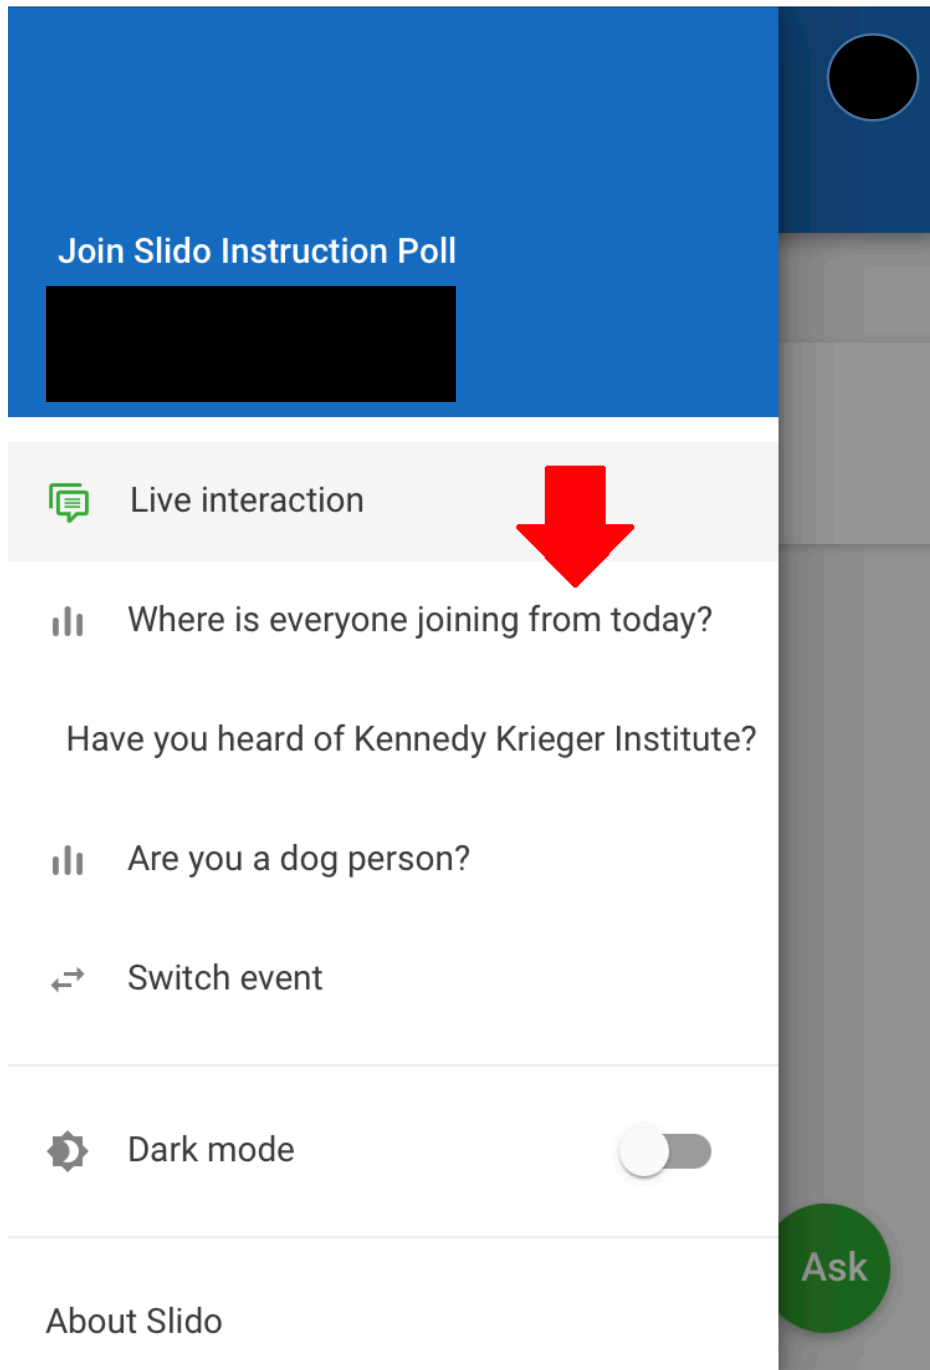 Join Slido Instruction Poll
Live interaction
Where is everyone joining from today?
Have you heard of Kennedy Krieger Institute?
Are you a dog person?
Switch event
Dark mode
Ask
About Slido